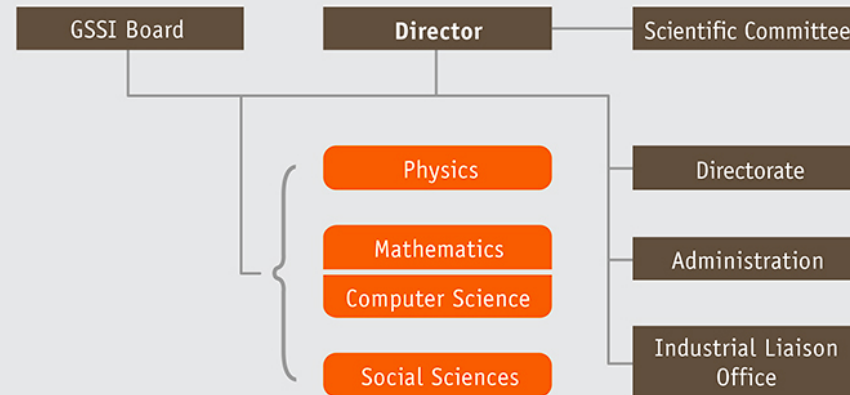 GSSI Board
Director
Scientific Committee
Physics
Directorate
Mathematics
Administration
Computer Science
Industrial Liaison
Office
Social Sciences